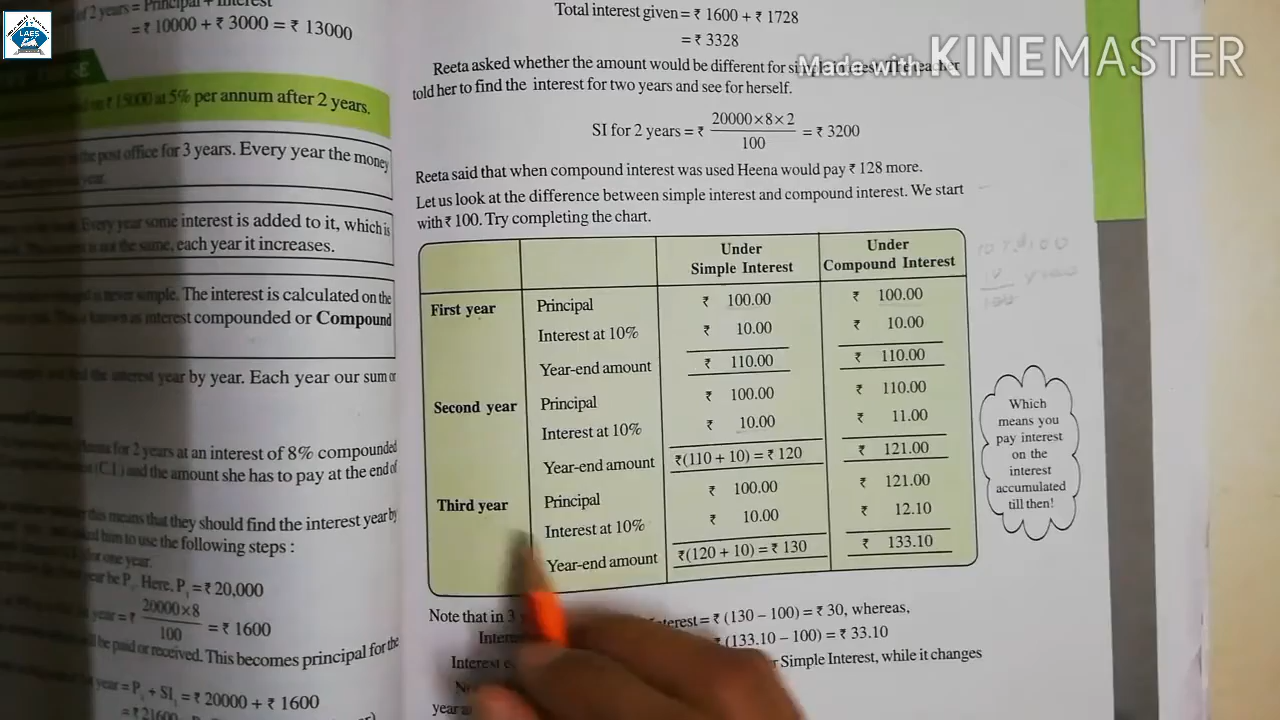 LAES
Made with KINEMASTER
of 2 years = Principal + Interest
= ₹ 10000 + ₹ 3000 = ₹ 13000
₹ 15000 at 5% per annum after 2 years.
the post office for 3 years. Every year the money
year.
Every year some interest is added to it, which is
not the same, each year it increases.
never simple. The interest is calculated on the
known as interest compounded or Compound
find the interest year by year. Each year our sum or
for 2 years at an interest of 8% compounded
(C.I.) and the amount she has to pay at the end of
this means that they should find the interest year by
him to use the following steps :
for one year.
be P. Here, P₁ = ₹ 20,000
year = ₹ 20000×8 / 100 = ₹ 1600
will be paid or received. This becomes principal for the
year = P₁ + SI₁ = ₹ 20000 + ₹ 1600
= ₹ 21600
Total interest given = ₹ 1600 + ₹ 1728
= ₹ 3328
Reeta asked whether the amount would be different for
told her to find the interest for two years and see for herself.
SI for 2 years = ₹ 20000×8×2 / 100 = ₹ 3200
Reeta said that when compound interest was used Heena would pay ₹ 128 more.
Let us look at the difference between simple interest and compound interest. We start
with ₹ 100. Try completing the chart.
Under Under
Simple Interest Compound Interest
First year Principal ₹ 100.00 ₹ 100.00
Interest at 10% ₹ 10.00 ₹ 10.00
Year-end amount ₹ 110.00 ₹ 110.00
Second year Principal ₹ 100.00 ₹ 110.00
Interest at 10% ₹ 10.00 ₹ 11.00
Year-end amount ₹(110 + 10) = ₹ 120 ₹ 121.00
Third year Principal ₹ 100.00 ₹ 121.00
Interest at 10% ₹ 10.00 ₹ 12.10
Year-end amount ₹(120 + 10) = ₹ 130 ₹ 133.10
Which
means you
pay interest
on the
interest
accumulated
till then!
Note that in 3 = ₹ (130 – 100) = ₹ 30, whereas,
₹ (133.10 – 100) = ₹ 33.10
Interest Simple Interest, while it changes
year